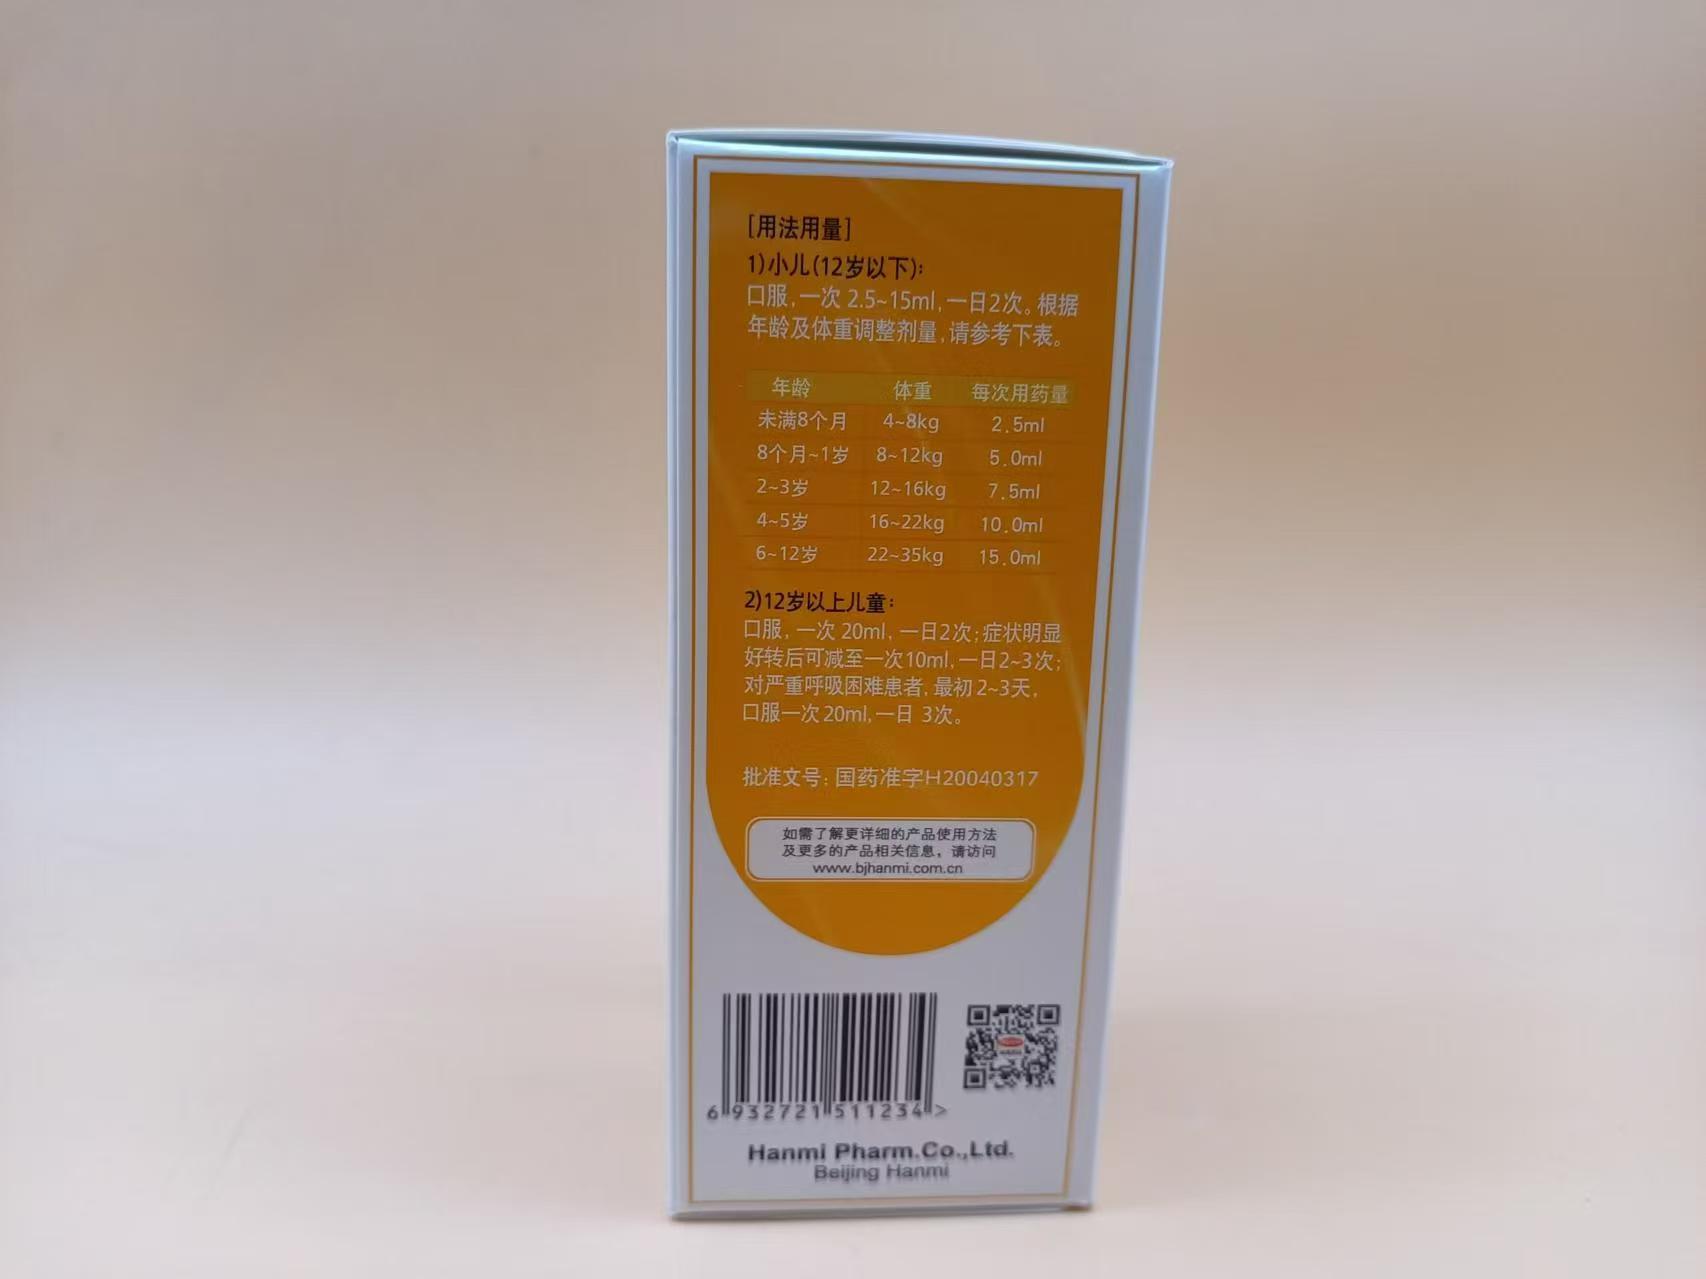 [用法用量]
1)小儿(12岁以下):
口服,一次 2.5~15ml,一日2次。根据
年龄及体重调整剂量,请参考下表。
年龄 体重 每次用药量
未满8个月 4~8kg 2.5ml
8个月~1岁 8~12kg 5.0ml
2~3岁 12~16kg 7.5ml
4~5岁 16~22kg 10.0ml
6~12岁 22~35kg 15.0ml
2)12岁以上儿童:
口服, 一次 20ml, 一日2次;症状明显
好转后可减至一次10ml,一日2~3次;
对严重呼吸困难患者, 最初 2~3天,
口服一次20ml,一日 3次。
批准文号: 国药准字H20040317
如需了解更详细的产品使用方法
及更多的产品相关信息，请访问
www.bjhanmi.com.cn
6 932721 511234 >
Hanmi Pharm.Co.,Ltd.
Beijing Hanmi